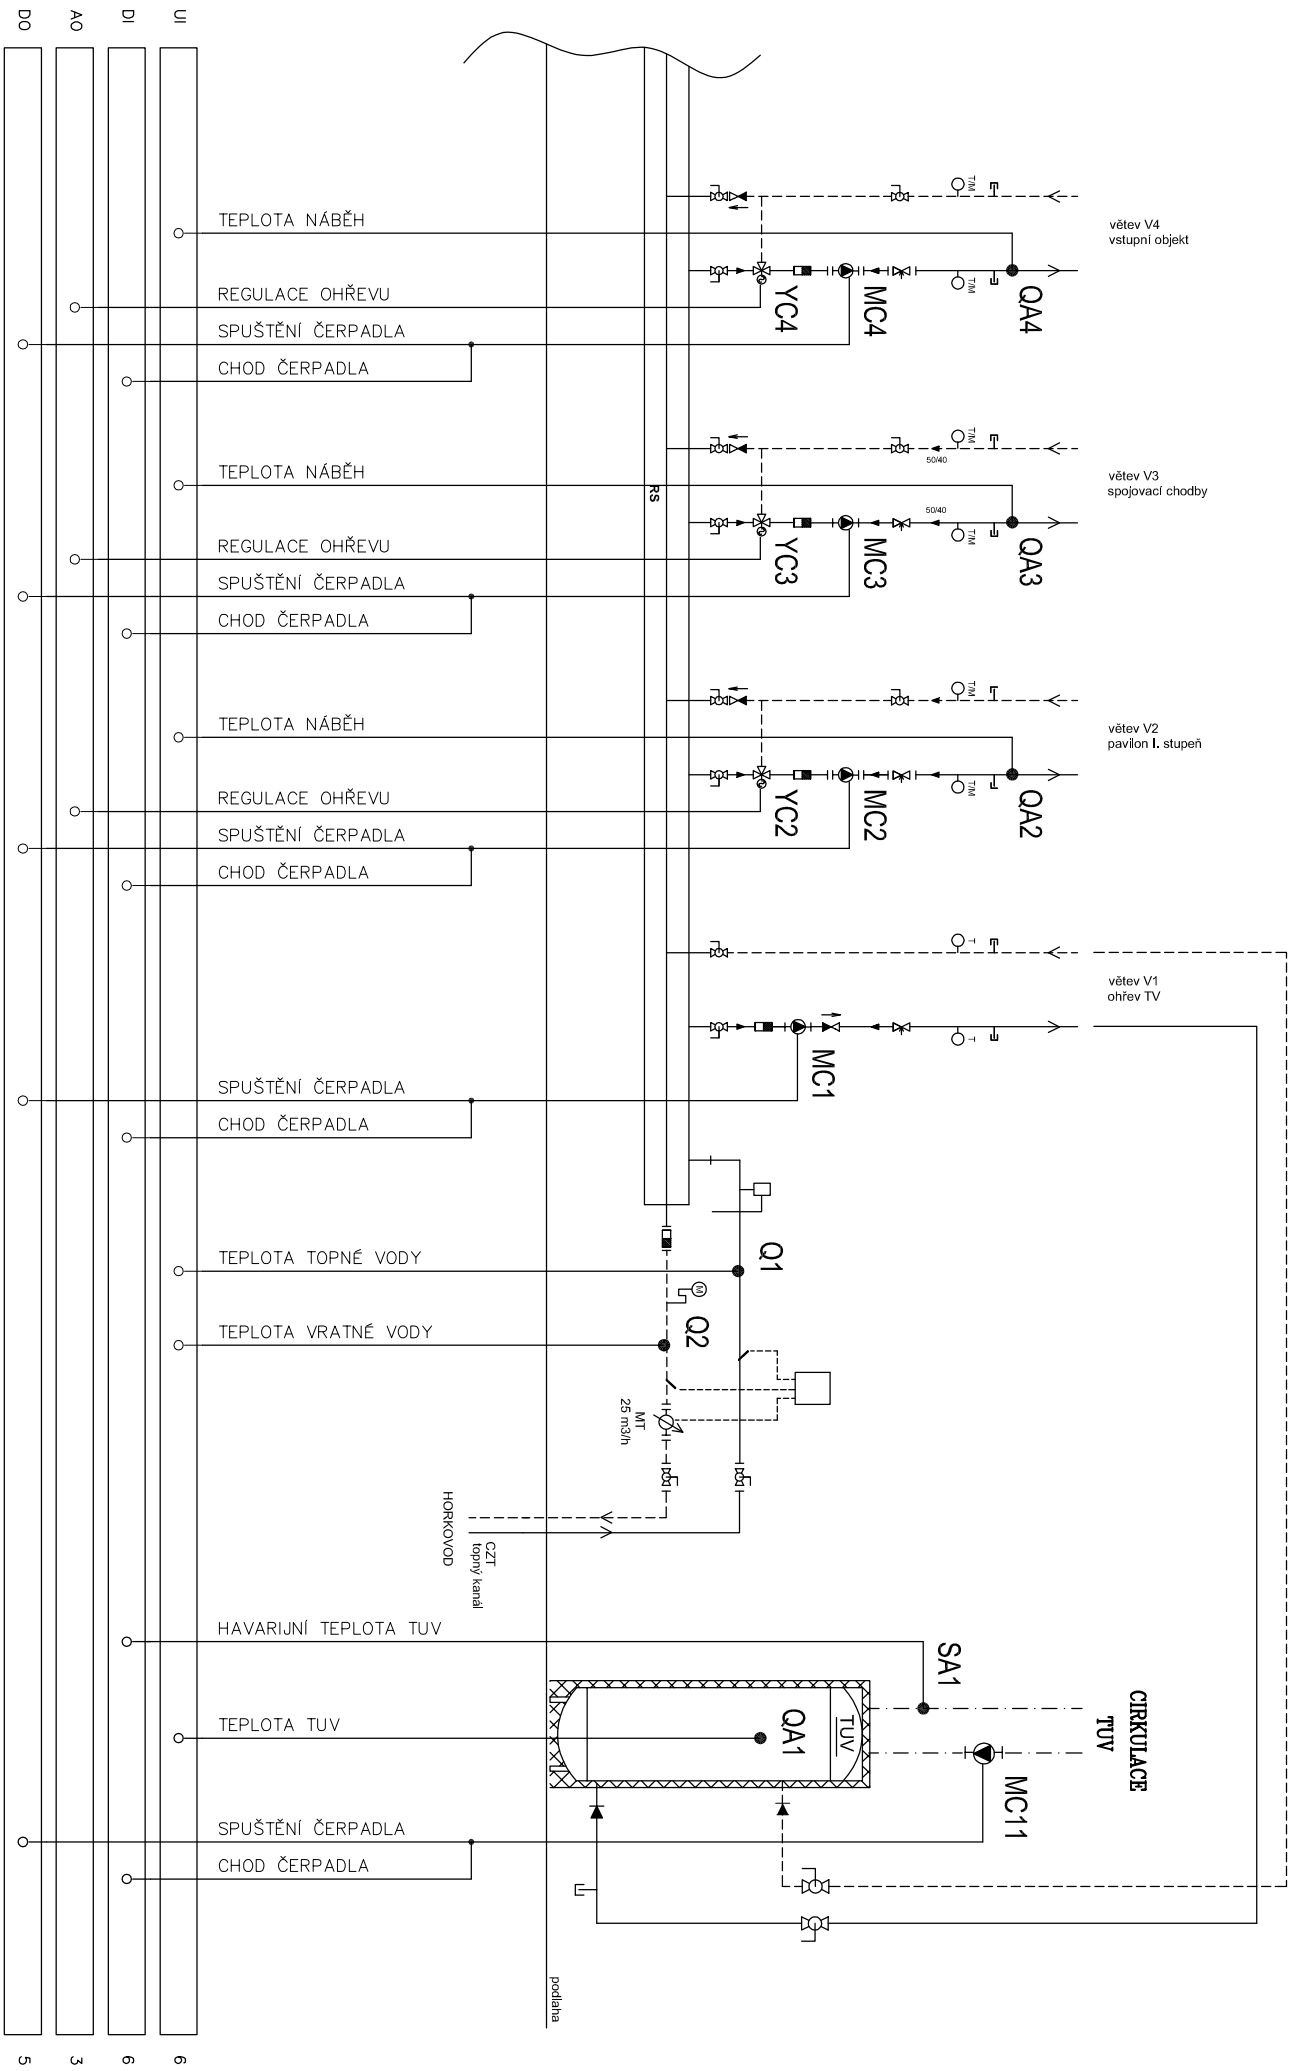 DO
AO
DI
UI
větev V4
vstupní objekt
T/M
T/M
QA4
MC4
YC4
TEPLOTA NÁBĚH
REGULACE OHŘEVU
SPUŠTĚNÍ ČERPADLA
CHOD ČERPADLA
větev V3
spojovací chodby
T/M
T/M
50/40
50/40
QA3
MC3
YC3
RS
TEPLOTA NÁBĚH
REGULACE OHŘEVU
SPUŠTĚNÍ ČERPADLA
CHOD ČERPADLA
větev V2
pavilon I. stupeň
T/M
T/M
QA2
MC2
YC2
TEPLOTA NÁBĚH
REGULACE OHŘEVU
SPUŠTĚNÍ ČERPADLA
CHOD ČERPADLA
větev V1
ohřev TV
T
T
MC1
SPUŠTĚNÍ ČERPADLA
CHOD ČERPADLA
Q1
TEPLOTA TOPNÉ VODY
M
Q2
TEPLOTA VRATNÉ VODY
MT
25 m3/h
CZT
topný kanál
HORKOVOD
HAVARIJNÍ TEPLOTA TUV
SA1
CIRKULACE
TUV
TUV
QA1
MC11
TEPLOTA TUV
SPUŠTĚNÍ ČERPADLA
CHOD ČERPADLA
podlaha
5
3
6
6